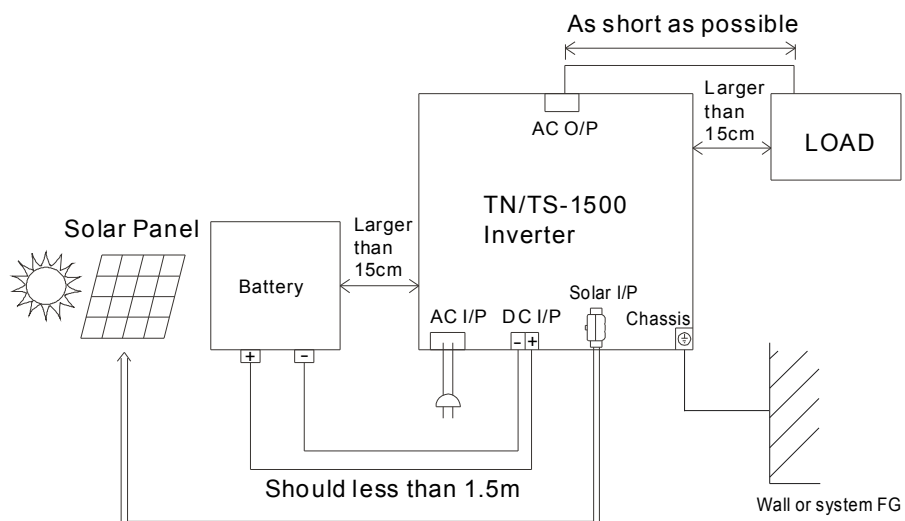 As short as possible
AC O/P
Larger
than
15cm
LOAD
TN/TS-1500
Inverter
Solar Panel
Battery
Larger
than
15cm
AC I/P
DC I/P
Solar I/P
Chassis
+
-
- +
Should less than 1.5m
Wall or system FG